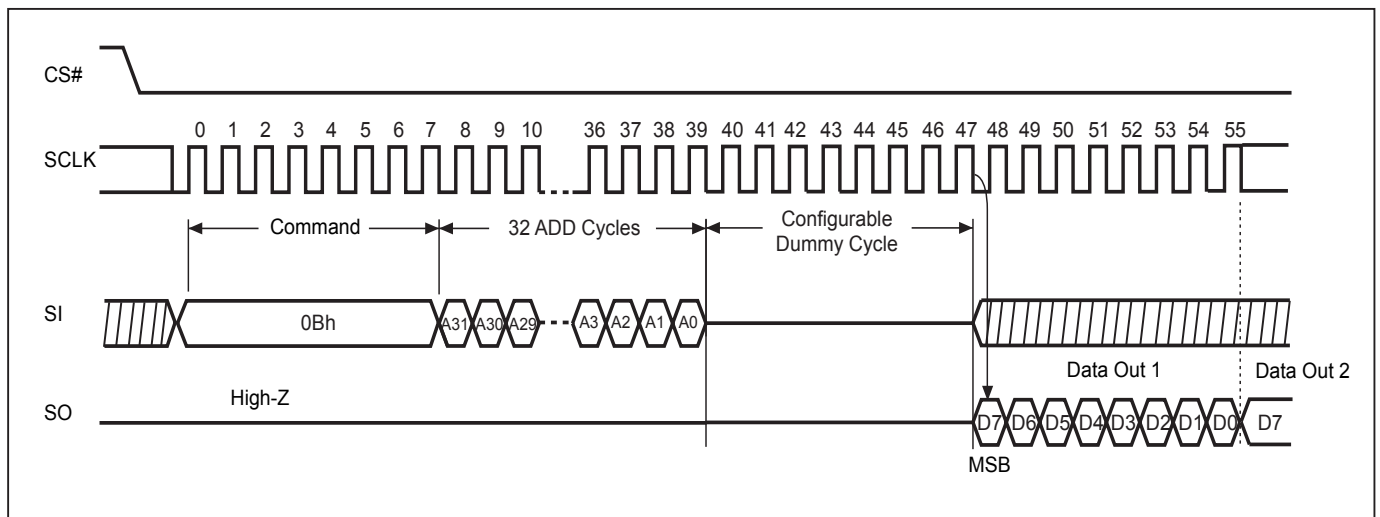 CS#
0 1 2 3 4 5 6 7 8 9 10 36 37 38 39 40 41 42 43 44 45 46 47 48 49 50 51 52 53 54 55
SCLK
Command 32 ADD Cycles Configurable
Dummy Cycle
SI 0Bh A31 A30 A29 A3 A2 A1 A0
Data Out 1 Data Out 2
High-Z
SO D7 D6 D5 D4 D3 D2 D1 D0 D7
MSB